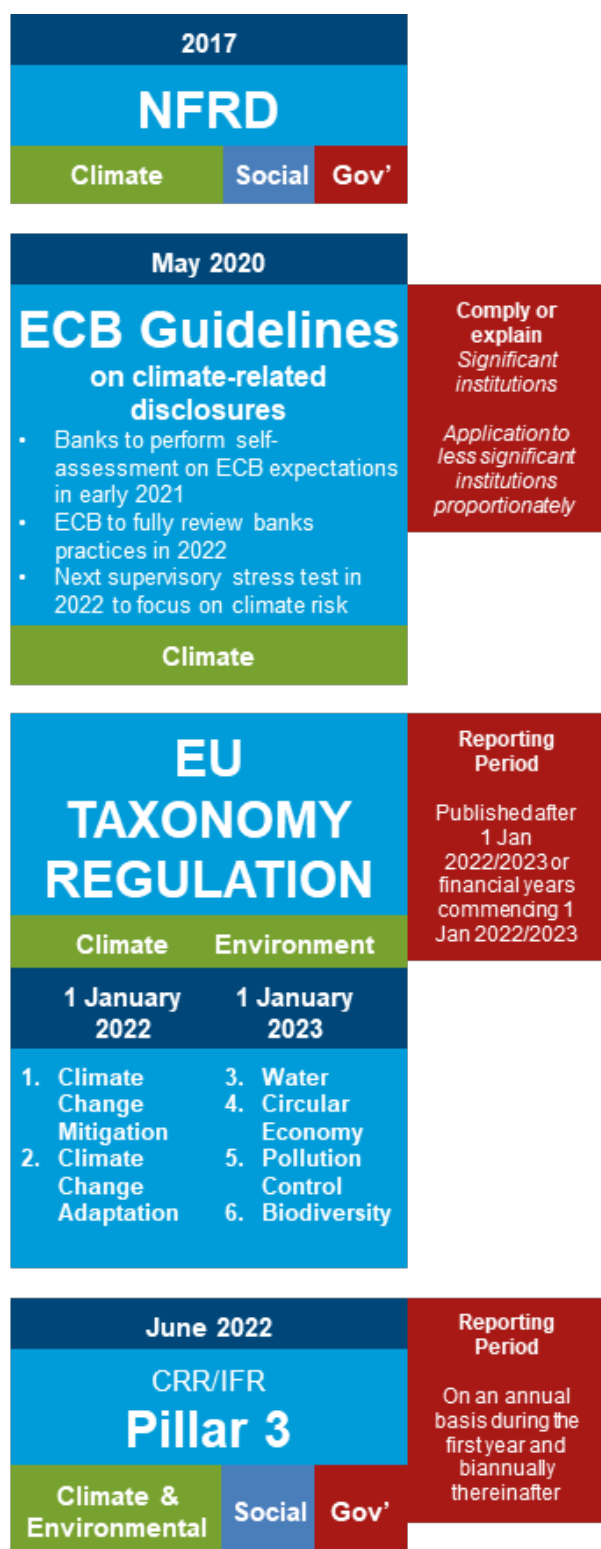 2017
NFRD
Climate
Social
Gov’
May 2020
ECB Guidelines
on climate-related
disclosures
• Banks to perform self-
assessment on ECB expectations
in early 2021
• ECB to fully review banks
practices in 2022
• Next supervisory stress test in
2022 to focus on climate risk
Climate
Comply or
explain
Significant
institutions
Application to
less significant
institutions
proportionately
EU
TAXONOMY
REGULATION
Climate
Environment
1 January
2022
1 January
2023
1. Climate
Change
Mitigation
2. Climate
Change
Adaptation
3. Water
4. Circular
Economy
5. Pollution
Control
6. Biodiversity
Reporting
Period
Published after
1 Jan
2022/2023 or
financial years
commencing 1
Jan 2022/2023
June 2022
CRR/IFR
Pillar 3
Climate &
Environmental
Social
Gov’
Reporting
Period
On an annual
basis during the
first year and
biannually
thereinafter